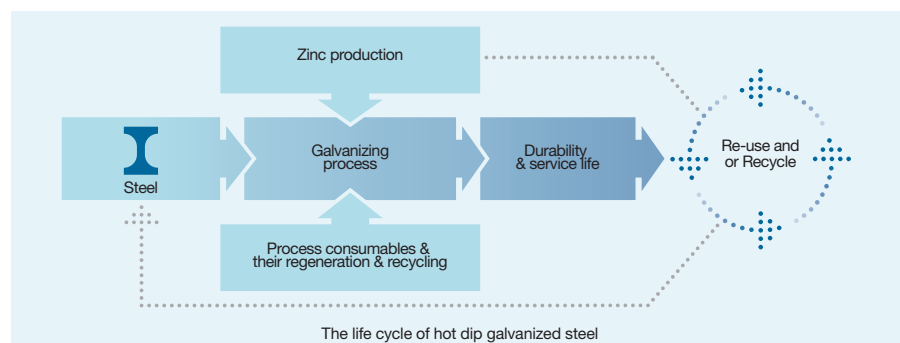 Zinc production
Steel
Galvanizing
process
Durability
& service life
Re-use and
or Recycle
Process consumables &
their regeneration & recycling
The life cycle of hot dip galvanized steel